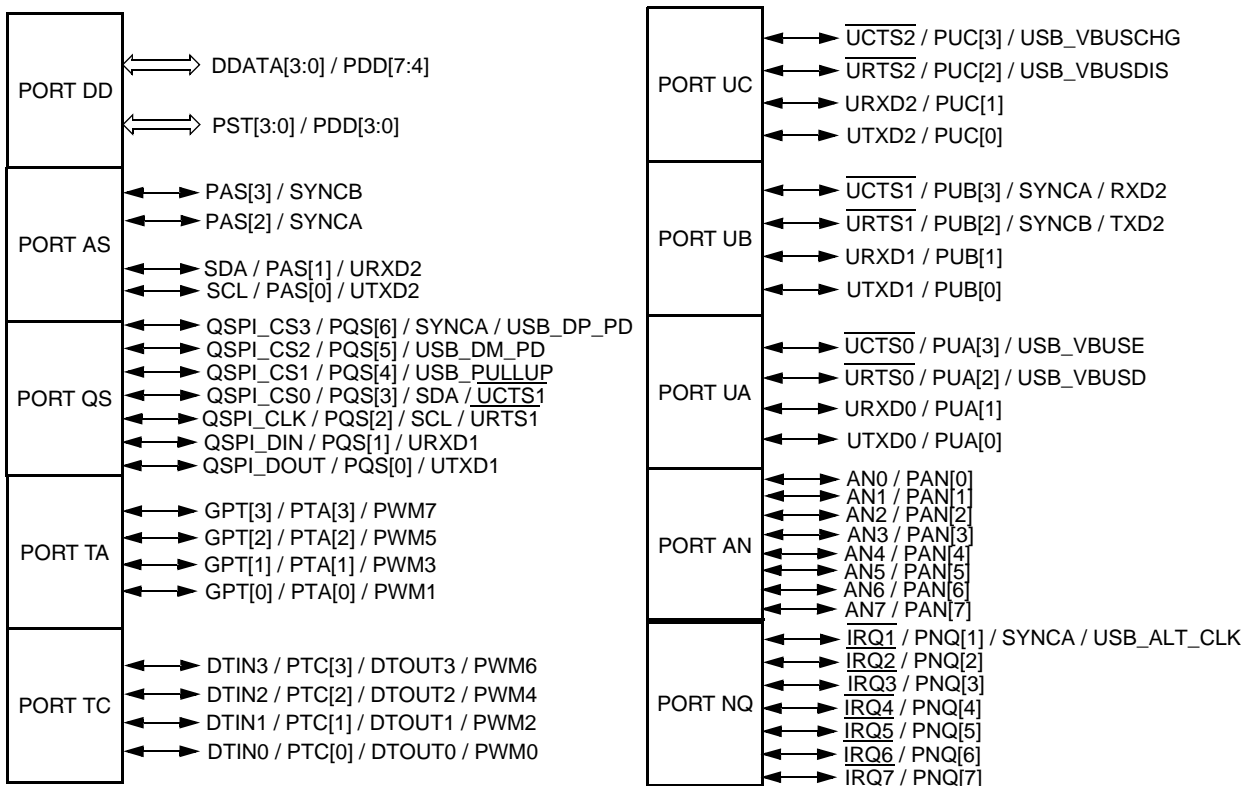 PORT DD
DDATA[3:0] / PDD[7:4]
PST[3:0] / PDD[3:0]
PORT AS
PAS[3] / SYNCB
PAS[2] / SYNCA
SDA / PAS[1] / URXD2
SCL / PAS[0] / UTXD2
PORT QS
QSPI_CS3 / PQS[6] / SYNCA / USB_DP_PD
QSPI_CS2 / PQS[5] / USB_DM_PD
QSPI_CS1 / PQS[4] / USB_PULLUP
QSPI_CS0 / PQS[3] / SDA / UCTS1
QSPI_CLK / PQS[2] / SCL / URTS1
QSPI_DIN / PQS[1] / URXD1
QSPI_DOUT / PQS[0] / UTXD1
PORT TA
GPT[3] / PTA[3] / PWM7
GPT[2] / PTA[2] / PWM5
GPT[1] / PTA[1] / PWM3
GPT[0] / PTA[0] / PWM1
PORT TC
DTIN3 / PTC[3] / DTOUT3 / PWM6
DTIN2 / PTC[2] / DTOUT2 / PWM4
DTIN1 / PTC[1] / DTOUT1 / PWM2
DTIN0 / PTC[0] / DTOUT0 / PWM0
PORT UC
UCTS2 / PUC[3] / USB_VBUSCHG
URTS2 / PUC[2] / USB_VBUSDIS
URXD2 / PUC[1]
UTXD2 / PUC[0]
PORT UB
UCTS1 / PUB[3] / SYNCA / RXD2
URTS1 / PUB[2] / SYNCB / TXD2
URXD1 / PUB[1]
UTXD1 / PUB[0]
PORT UA
UCTS0 / PUA[3] / USB_VBUSE
URTS0 / PUA[2] / USB_VBUSD
URXD0 / PUA[1]
UTXD0 / PUA[0]
PORT AN
AN0 / PAN[0]
AN1 / PAN[1]
AN2 / PAN[2]
AN3 / PAN[3]
AN4 / PAN[4]
AN5 / PAN[5]
AN6 / PAN[6]
AN7 / PAN[7]
PORT NQ
IRQ1 / PNQ[1] / SYNCA / USB_ALT_CLK
IRQ2 / PNQ[2]
IRQ3 / PNQ[3]
IRQ4 / PNQ[4]
IRQ5 / PNQ[5]
IRQ6 / PNQ[6]
IRQ7 / PNQ[7]